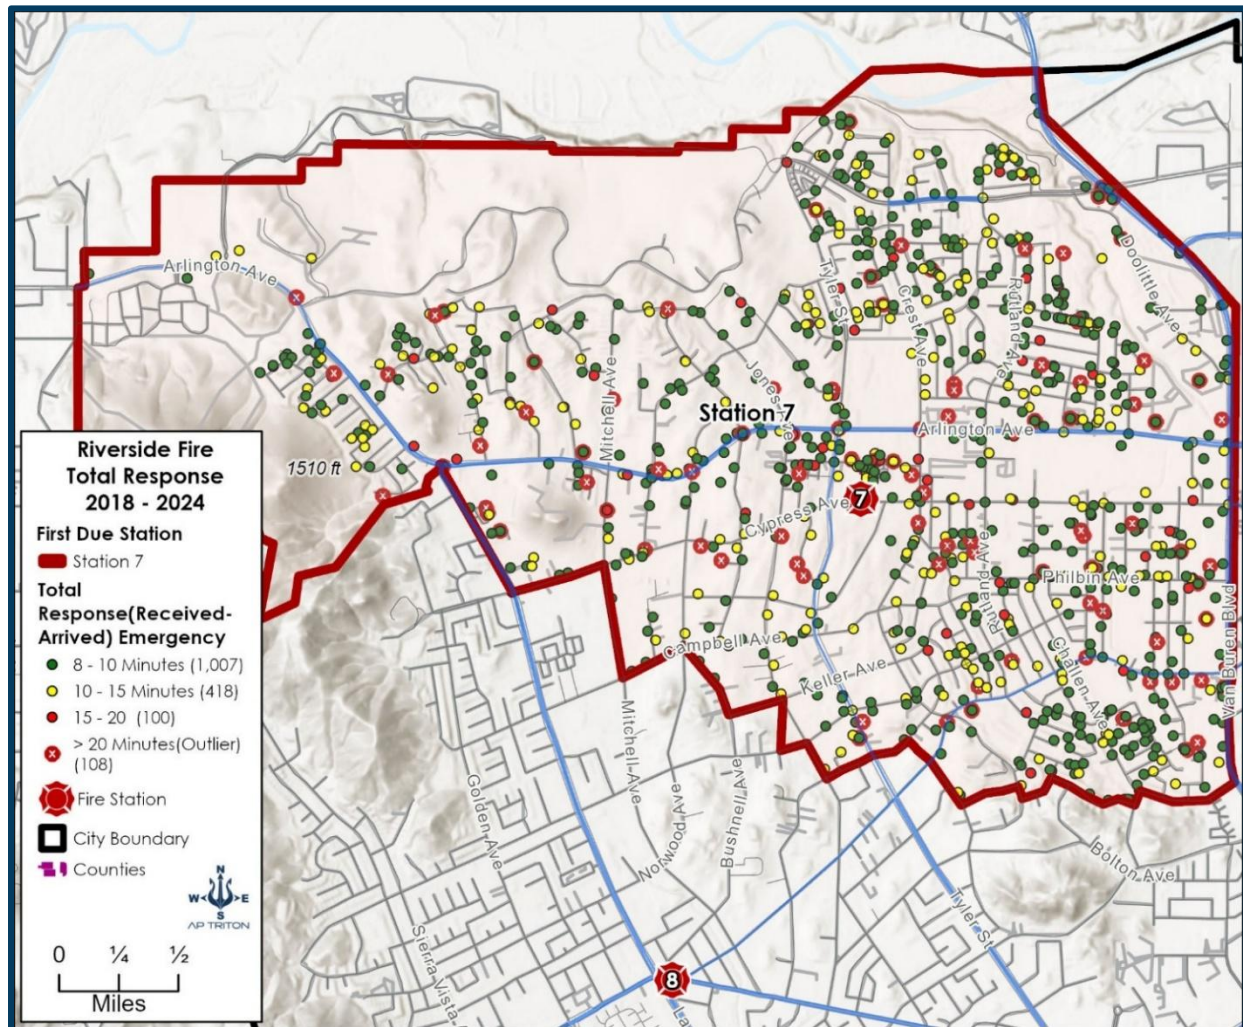 Arlington Ave
Tyler St
Crest Ave
Rutland Ave
Doolittle Ave
Mitchell Ave
Jones Ave
Station 7
Arlington Ave
1510 ft
7
Cypress Ave
Rutland Ave
Philbin Ave
Campbell Ave
Keller Ave
Challen Ave
Van Buren Blvd
Mitchell Ave
Golden Ave
Norwood Ave
Bushnell Ave
Bolton Ave
Tyler St
Sierra Vista
8
La
Riverside Fire
Total Response
2018 - 2024
First Due Station
Station 7
Total
Response(Received-
Arrived) Emergency
8 - 10 Minutes (1,007)
10 - 15 Minutes (418)
15 - 20 (100)
> 20 Minutes(Outlier)
(108)
Fire Station
City Boundary
Counties
N
W E
S
AP TRITON
0 ¼ ½
Miles